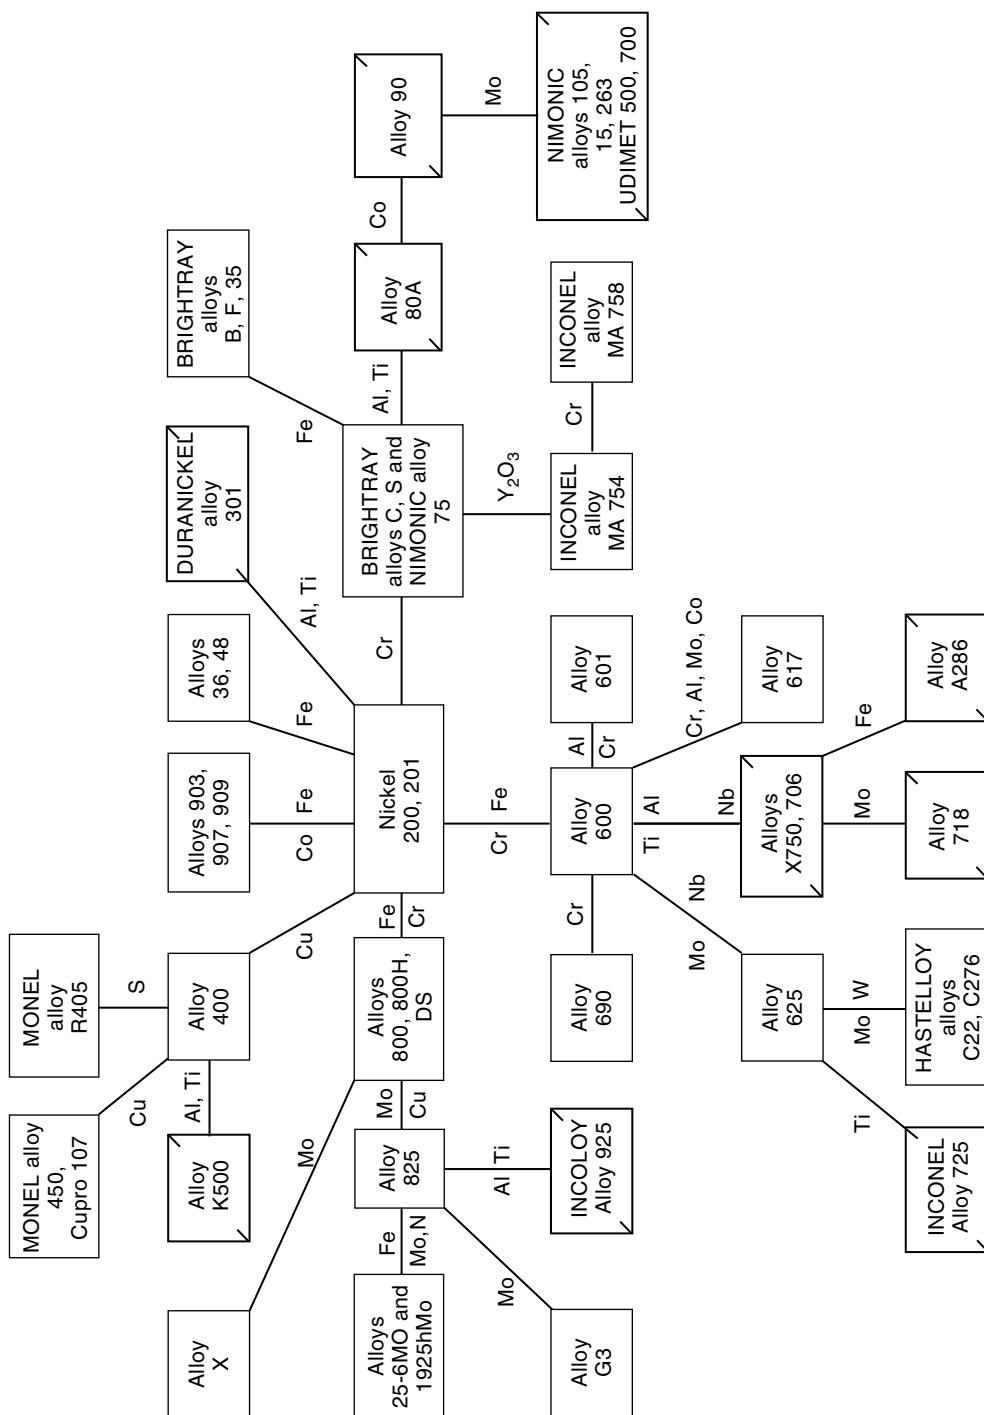 MONEL alloy
450,
Cupro 107
MONEL
alloy
R405
Cu
S
Alloy
X
Alloy
K500
Al, Ti
Alloy
400
Alloys 903,
907, 909
Alloys
36, 48
DURANICKEL
alloy
301
BRIGHTRAY
alloys
B, F, 35
Mo
Cu
Co
Fe
Fe
Al, Ti
Fe
Alloys
25-6MO and
1925hMo
Fe
Mo,N
Alloy
825
Mo
Cu
Alloys
800, 800H,
DS
Fe
Cr
Nickel
200, 201
Cr
BRIGHTRAY
alloys C, S and
NIMONIC alloy
75
Al, Ti
Alloy
80A
Co
Alloy 90
Mo
Al Ti
Cr
Fe
Y₂O₃
Mo
Alloy
G3
INCOLOY
Alloy 925
Alloy
690
Cr
Alloy
600
Al
Cr
Alloy
601
INCONEL
alloy
MA 754
Cr
INCONEL
alloy
MA 758
NIMONIC
alloys 105,
15, 263
UDIMET 500, 700
Mo
Nb
Ti
Al
Nb
Cr, Al, Mo, Co
Alloy
625
Alloys
X750, 706
Alloy
617
Ti
Mo W
Mo
Fe
INCONEL
Alloy 725
HASTELLOY
alloys
C22, C276
Alloy
718
Alloy
A286